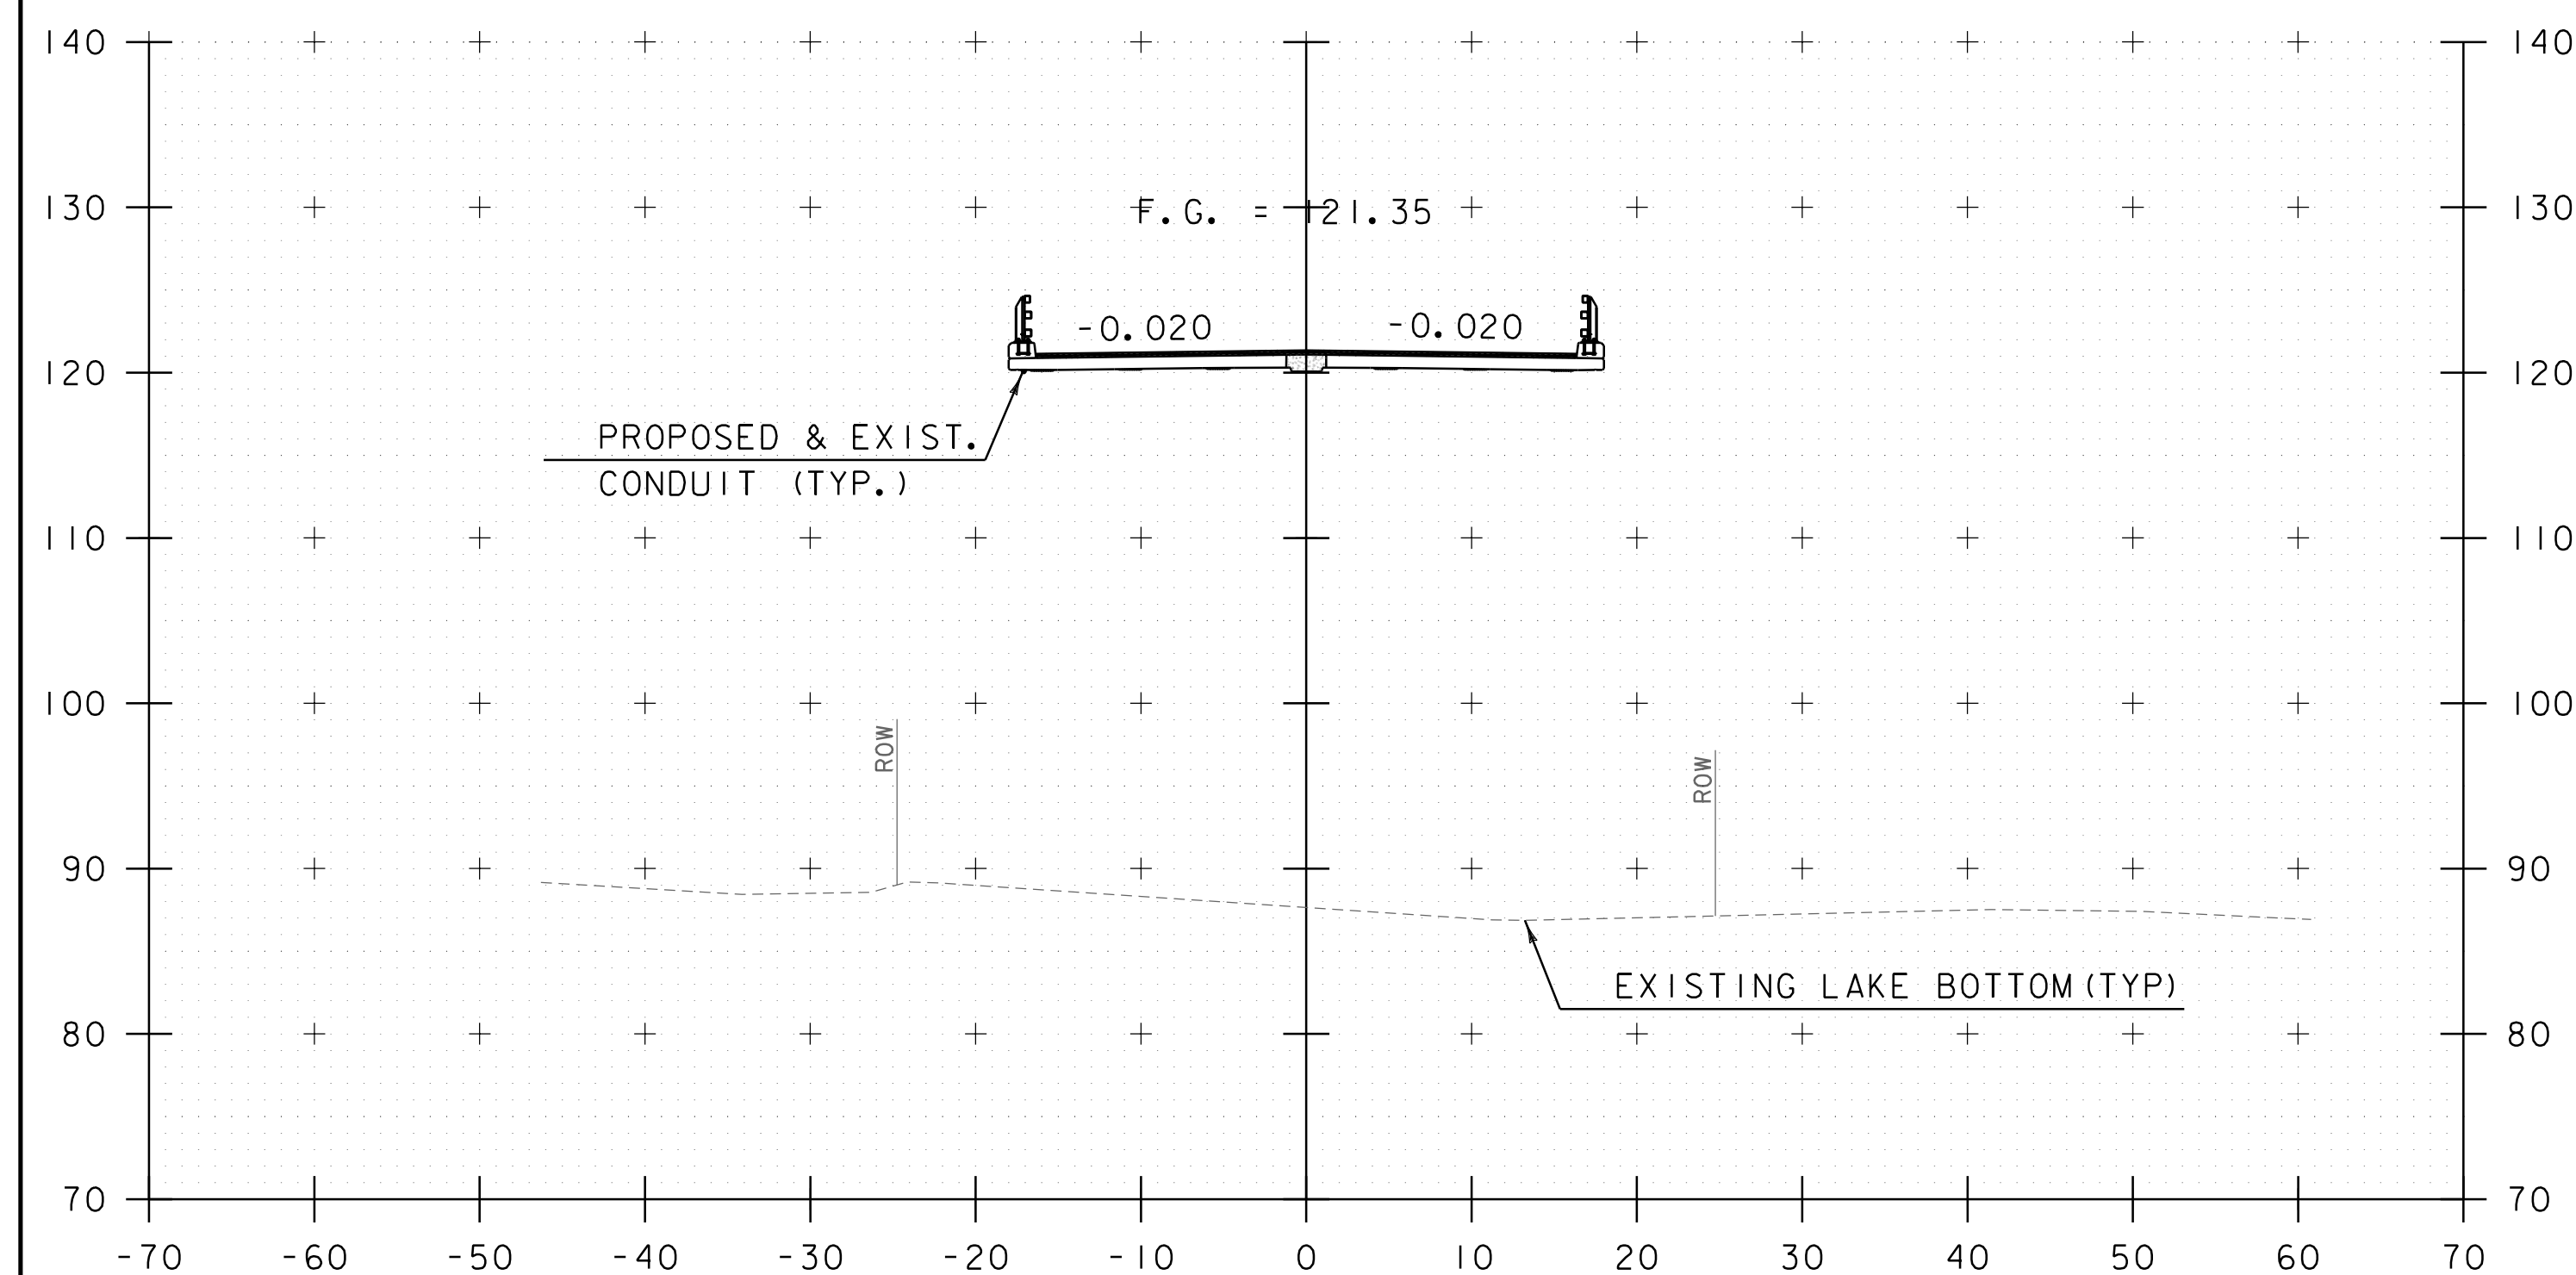 140 140
130 F.G. = 121.35 130
-0.020 -0.020
120 120
PROPOSED & EXIST.
CONDUIT (TYP.)
110 110
100 100
ROW
ROW
90 90
EXISTING LAKE BOTTOM(TYP)
80 80
70 70
-70 -60 -50 -40 -30 -20 -10 0 10 20 30 40 50 60 70